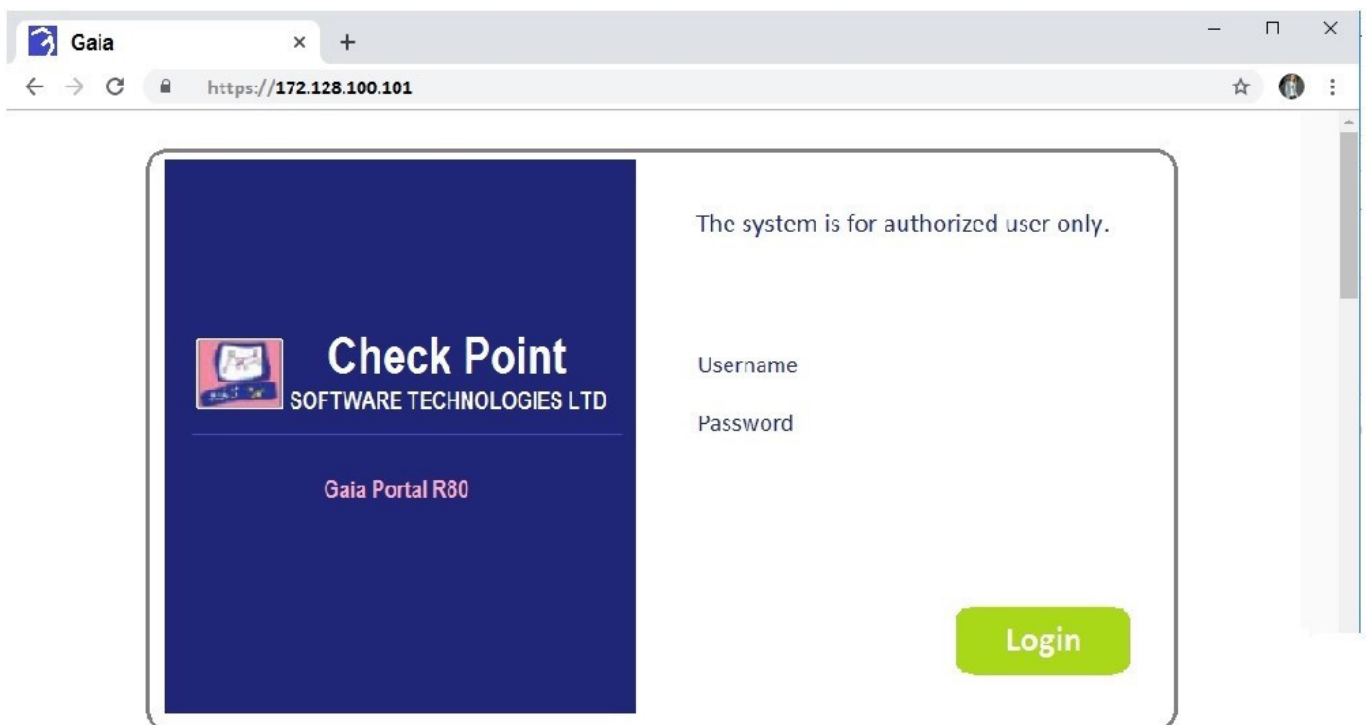 Gaia
https://172.128.100.101
The system is for authorized user only.
Check Point
SOFTWARE TECHNOLOGIES LTD
Gaia Portal R80
Username
Password
Login